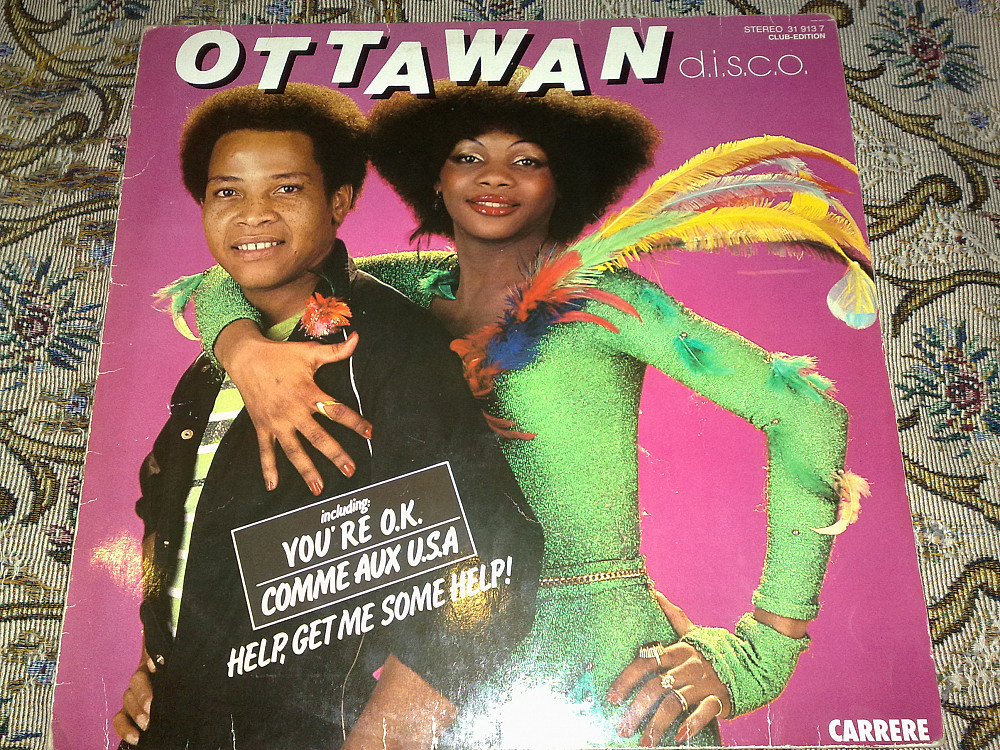 OTTAWAN
d.i.s.c.o.
STEREO 31 913 7
CLUB-EDITION
including:
YOU'RE O.K.
COMME AUX U.S.A
HELP, GET ME SOME HELP!
CARRERE